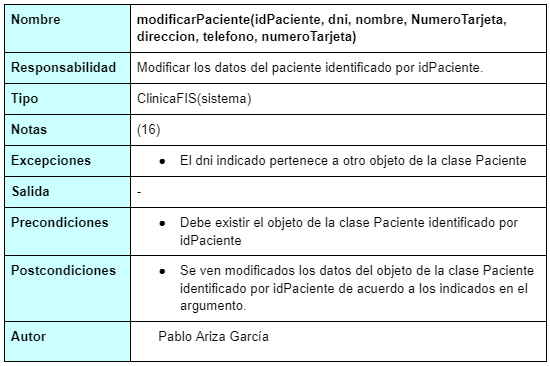 Nombre
modificarPaciente(idPaciente, dni, nombre, NumeroTarjeta,
direccion, telefono, numeroTarjeta)
Responsabilidad
Modificar los datos del paciente identificado por idPaciente.
Tipo
ClinicaFIS(sistema)
Notas
(16)
Excepciones
● El dni indicado pertenece a otro objeto de la clase Paciente
Salida
-
Precondiciones
● Debe existir el objeto de la clase Paciente identificado por
idPaciente
Postcondiciones
● Se ven modificados los datos del objeto de la clase Paciente
identificado por idPaciente de acuerdo a los indicados en el
argumento.
Autor
Pablo Ariza García